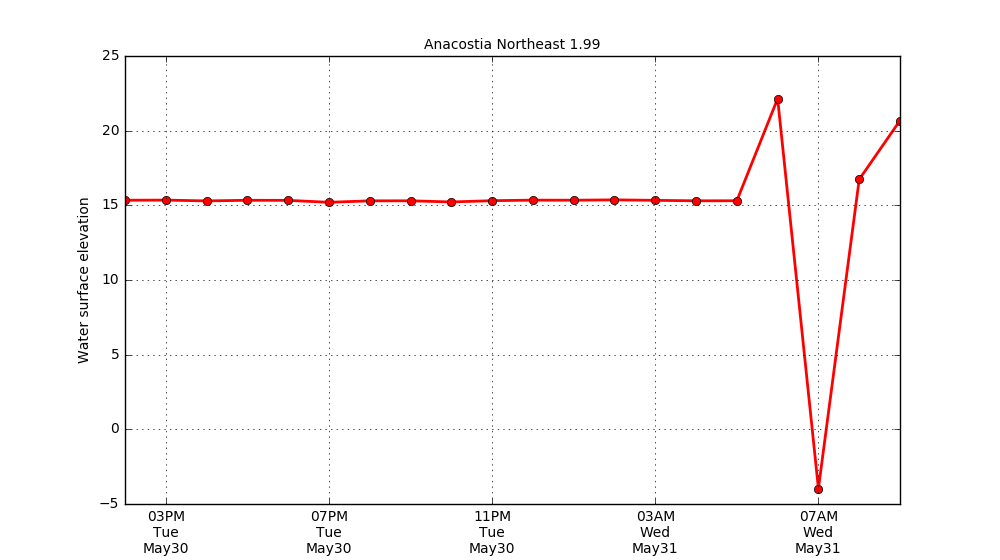 Anacostia Northeast 1.99
Water surface elevation
25
20
15
10
5
0
−5
03PM
Tue
May30
07PM
Tue
May30
11PM
Tue
May30
03AM
Wed
May31
07AM
Wed
May31